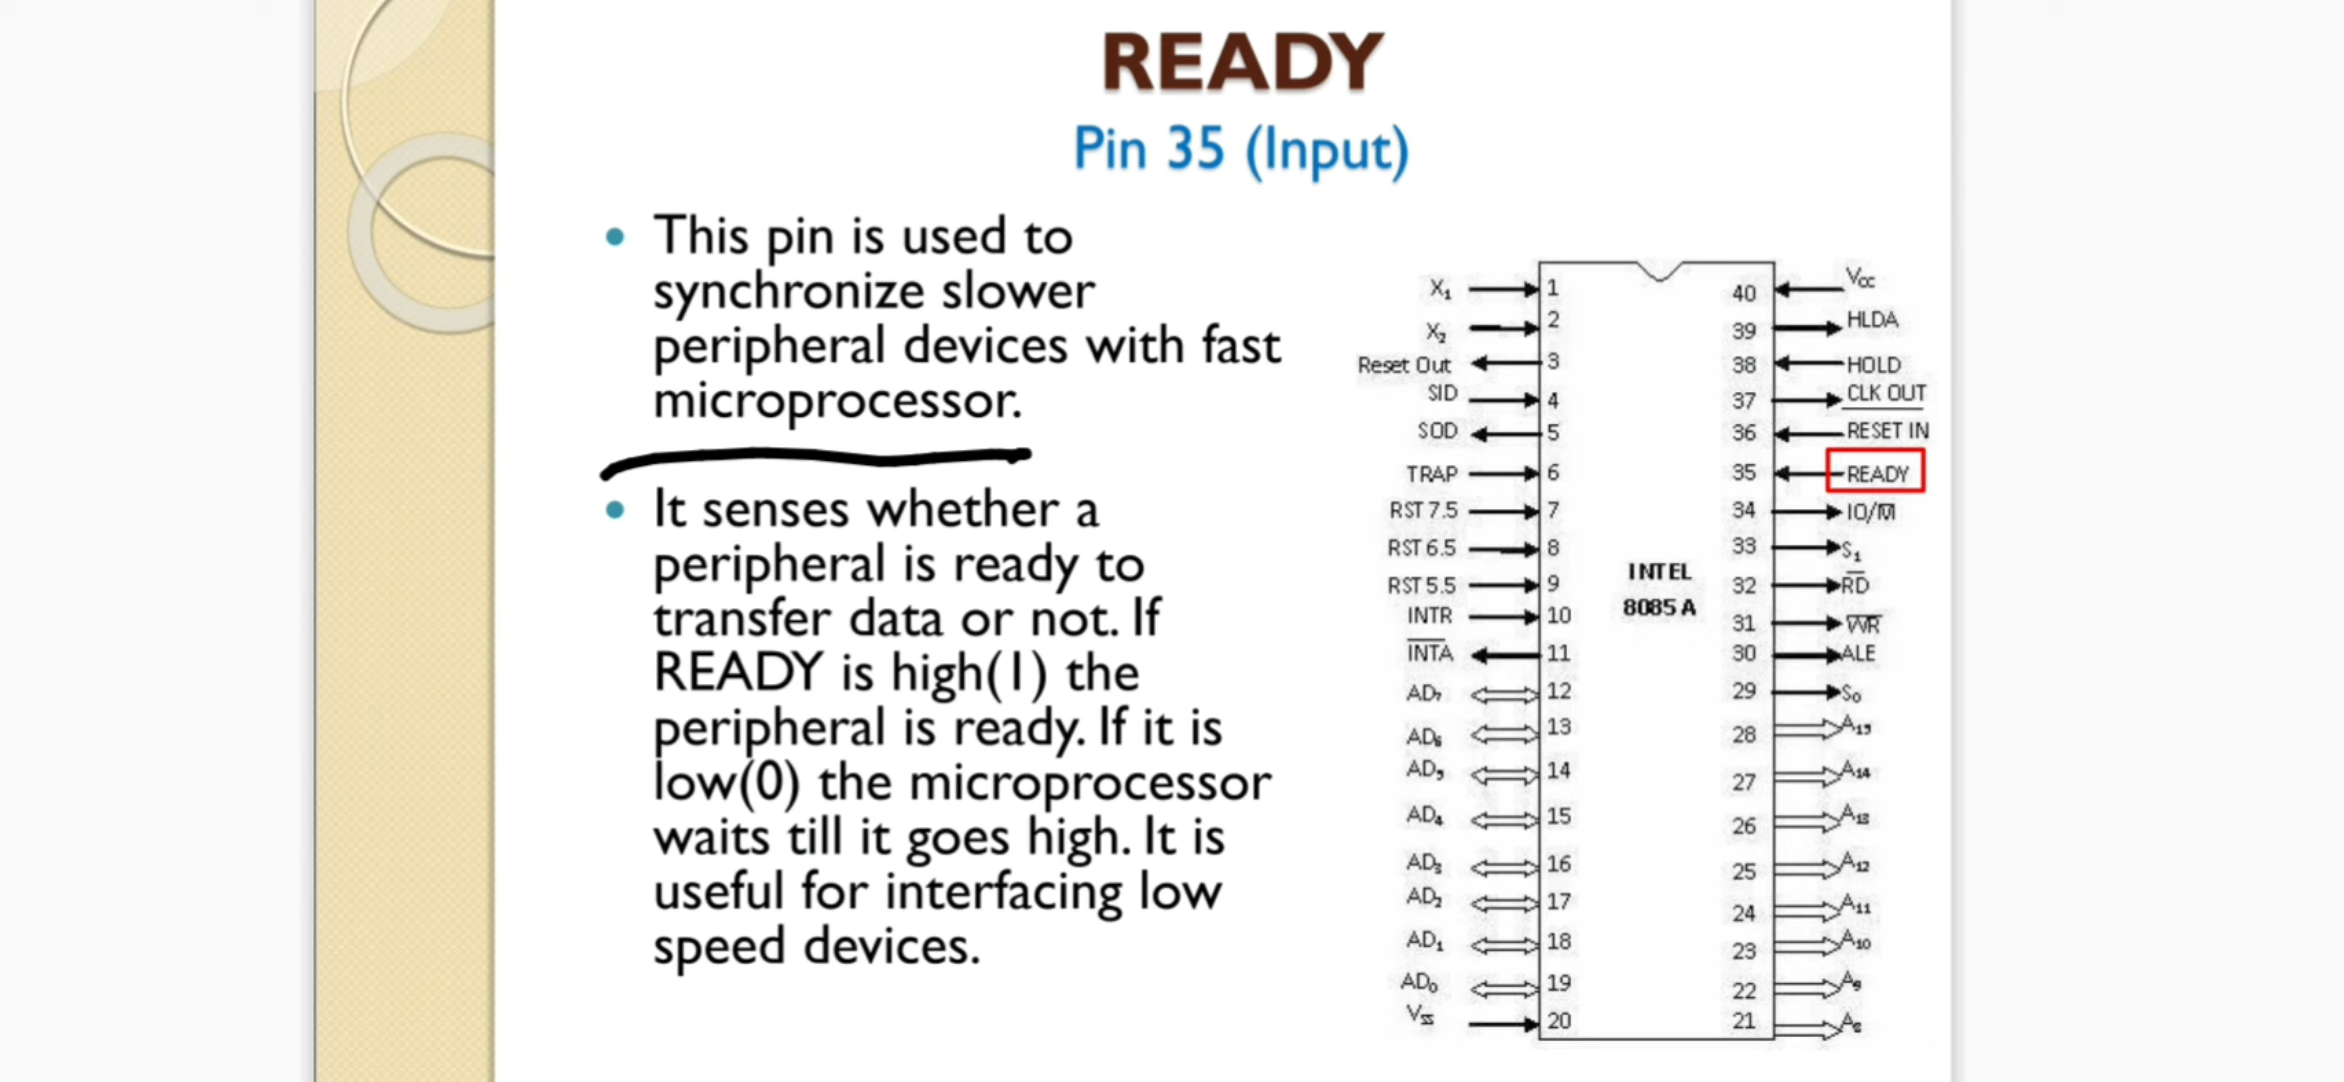 READY
Pin 35 (Input)
• This pin is used to
synchronize slower
peripheral devices with fast
microprocessor.
• It senses whether a
peripheral is ready to
transfer data or not. If
READY is high(1) the
peripheral is ready. If it is
low(0) the microprocessor
waits till it goes high. It is
useful for interfacing low
speed devices.
X₁ 1 40 Vcc
X₂ 2 39 HLDA
Reset Out 3 38 HOLD
SID 4 37 CLK OUT
SOD 5 36 RESET IN
TRAP 6 35 READY
RST 7.5 7 34 IO/M̅
RST 6.5 8 33 S₁
RST 5.5 9 32 R̅D̅
INTR 10 31 W̅R̅
I̅N̅T̅A̅ 11 30 ALE
AD₇ 12 29 S₀
AD₆ 13 28 A₁₅
AD₅ 14 27 A₁₄
AD₄ 15 26 A₁₃
AD₃ 16 25 A₁₂
AD₂ 17 24 A₁₁
AD₁ 18 23 A₁₀
AD₀ 19 22 A₉
Vss 20 21 A₈
INTEL
8085 A